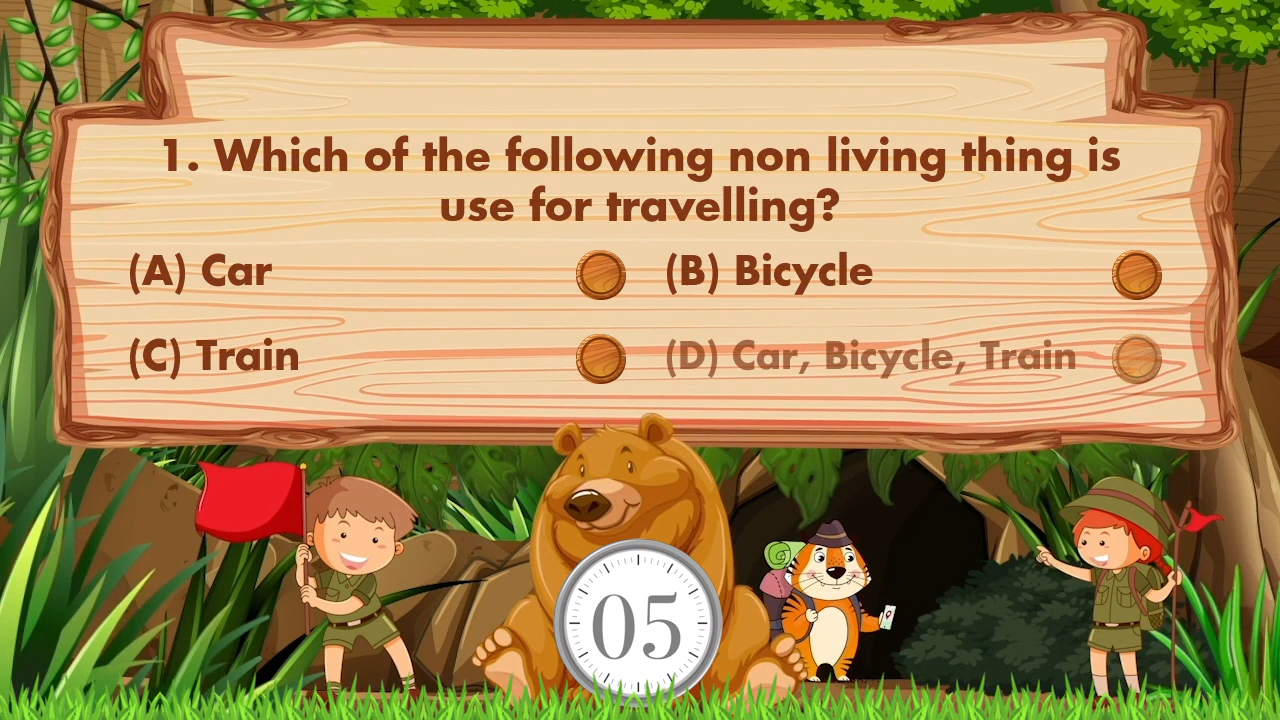 1. Which of the following non living thing is
use for travelling?
(A) Car
(B) Bicycle
(C) Train
(D) Car, Bicycle, Train
05